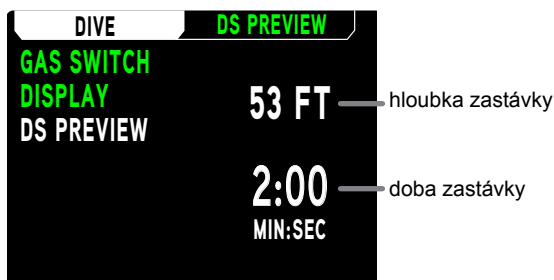 DIVE
DS PREVIEW
GAS SWITCH
DISPLAY
DS PREVIEW
53 FT
hloubka zastávky
2:00
doba zastávky
MIN:SEC